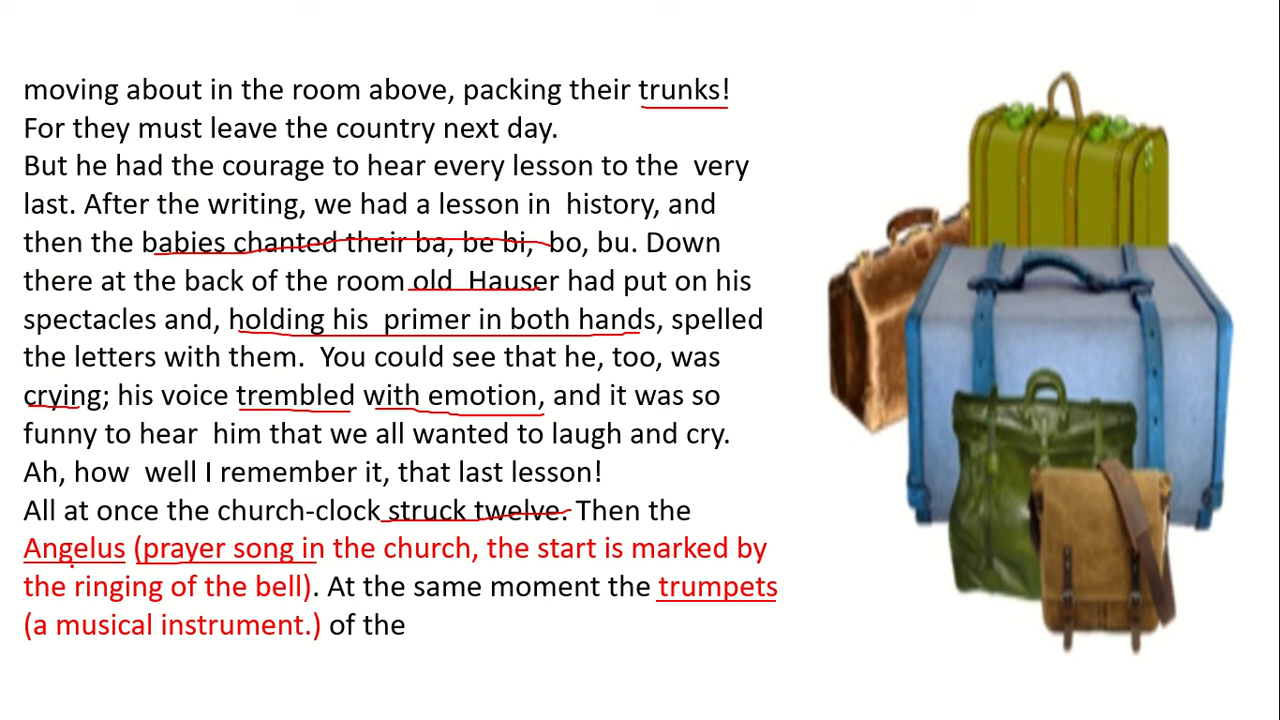 moving about in the room above, packing their trunks!
For they must leave the country next day.
But he had the courage to hear every lesson to the very
last. After the writing, we had a lesson in history, and
then the babies chanted their ba, be bi, bo, bu. Down
there at the back of the room old Hauser had put on his
spectacles and, holding his primer in both hands, spelled
the letters with them. You could see that he, too, was
crying; his voice trembled with emotion, and it was so
funny to hear him that we all wanted to laugh and cry.
Ah, how well I remember it, that last lesson!
All at once the church-clock struck twelve. Then the
Angelus (prayer song in the church, the start is marked by
the ringing of the bell). At the same moment the trumpets
(a musical instrument.) of the